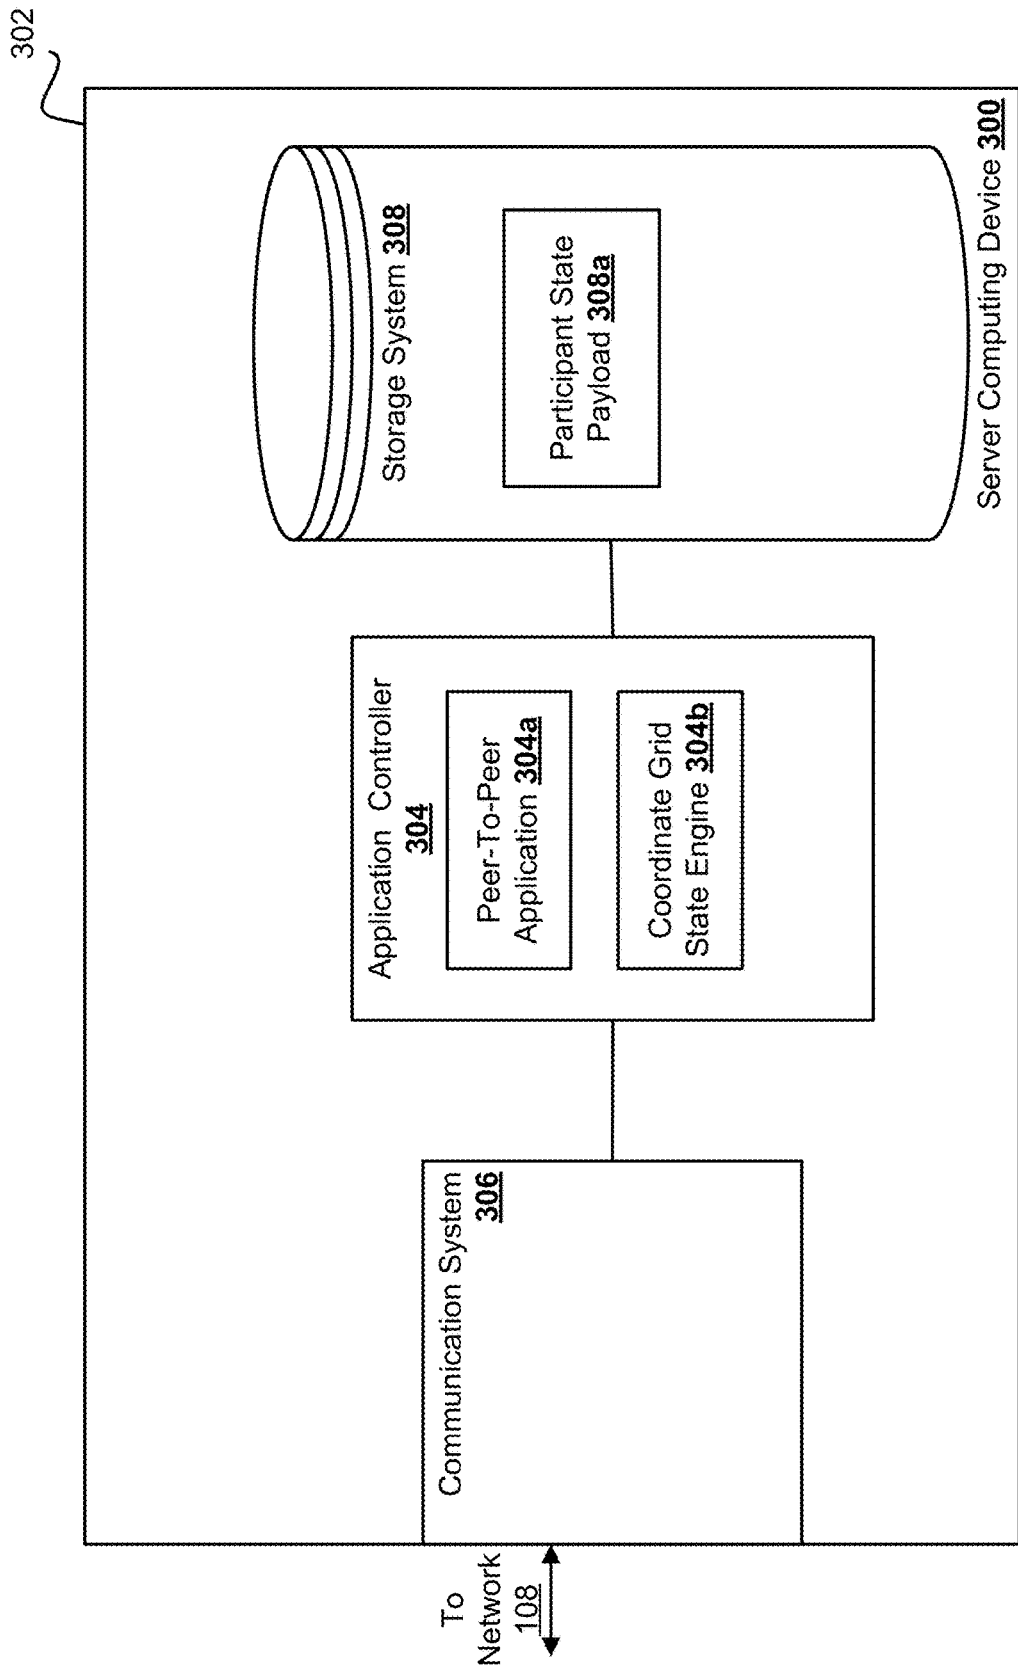 302
To
Network
108
Communication System
306
Application Controller
304
Peer-To-Peer
Application 304a
Coordinate Grid
State Engine 304b
Storage System 308
Participant State
Payload 308a
Server Computing Device 300